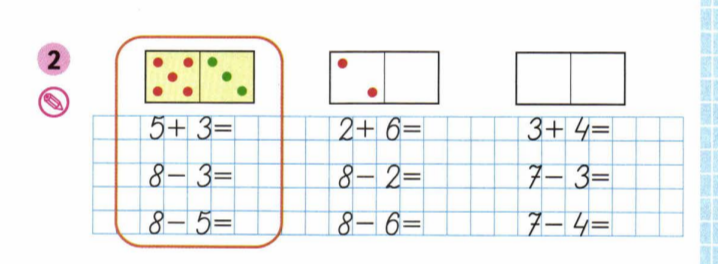 2
5+ 3= 2+ 6= 3+ 4=
8- 3= 8- 2= 7- 3=
8- 5= 8- 6= 7- 4=